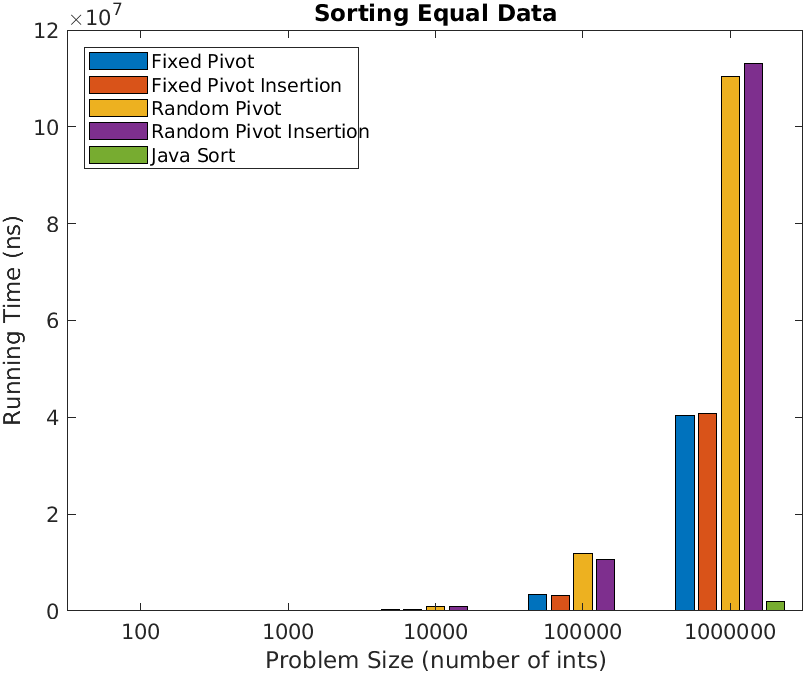 Sorting Equal Data
×10^7
12
10
8
6
4
2
0
Running Time (ns)
Fixed Pivot
Fixed Pivot Insertion
Random Pivot
Random Pivot Insertion
Java Sort
100 1000 10000 100000 1000000
Problem Size (number of ints)